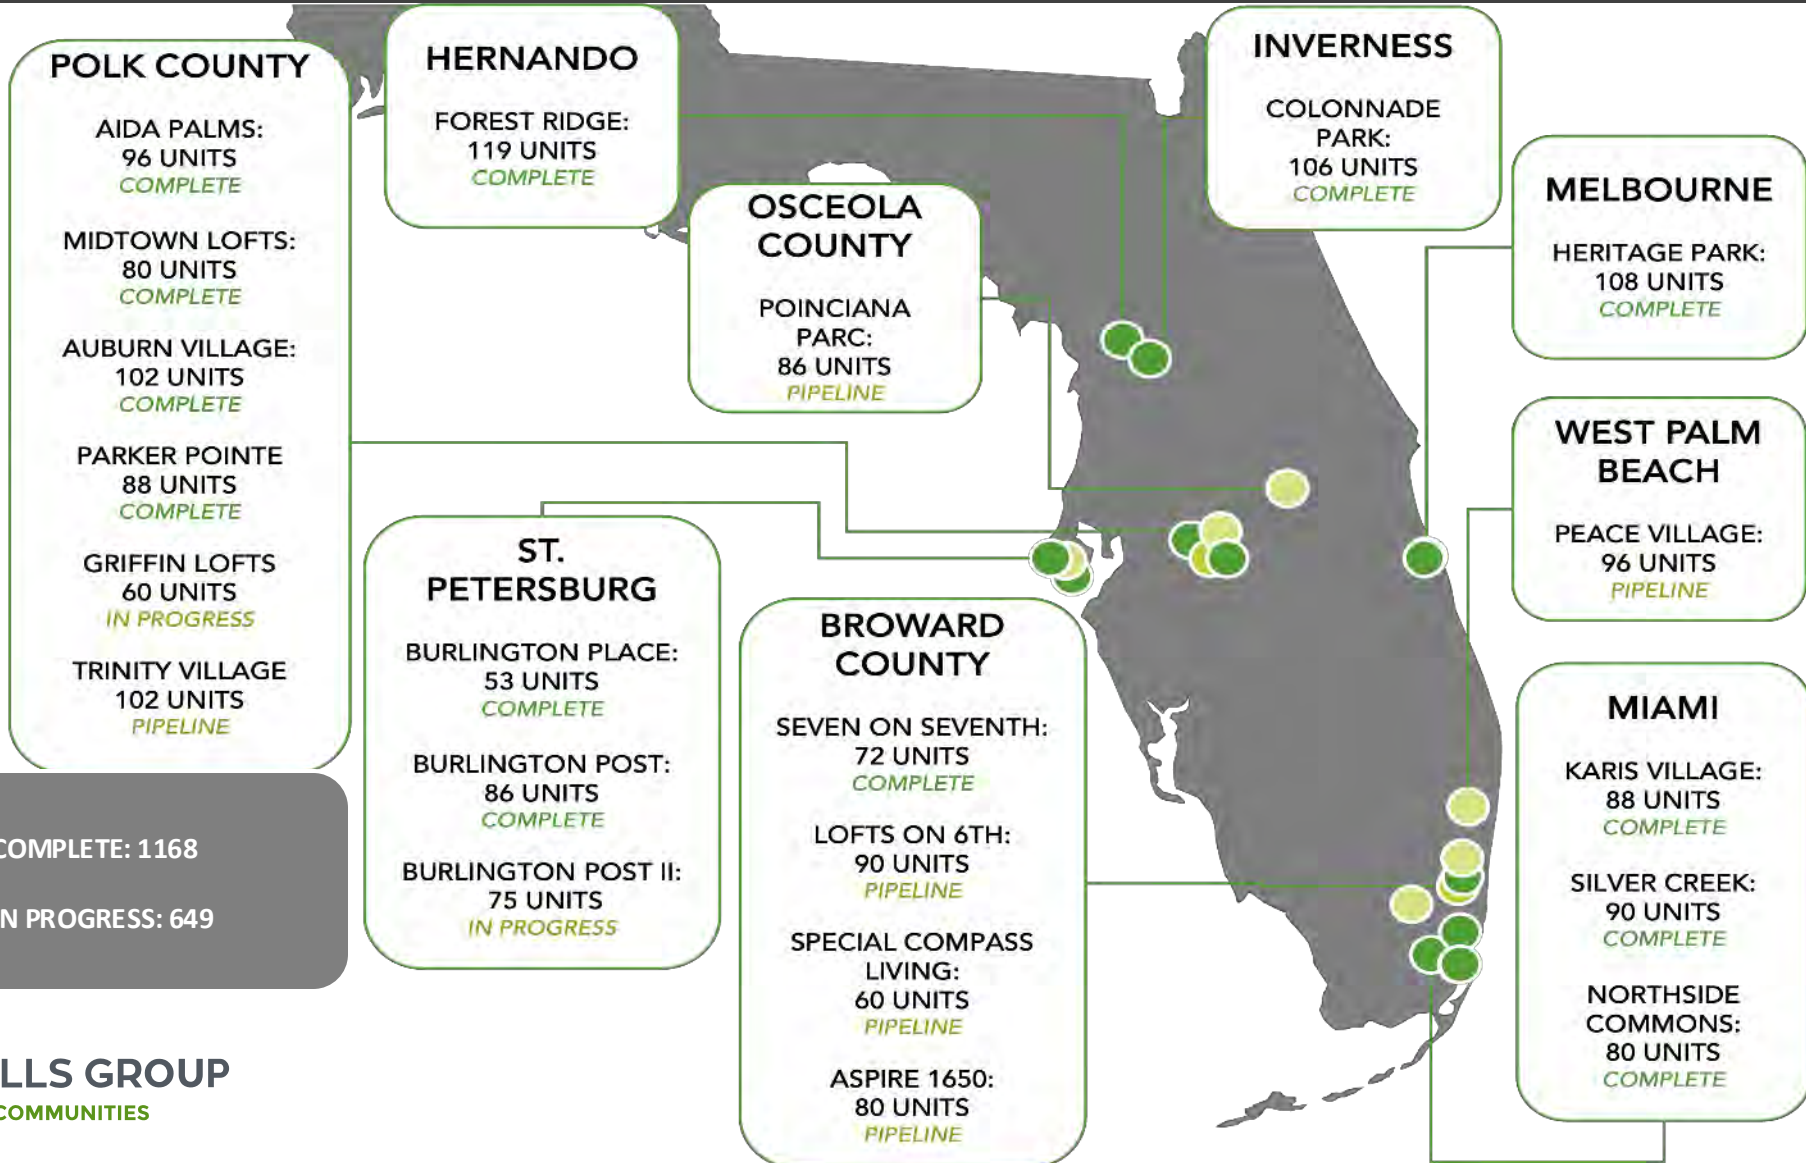 POLK COUNTY
AIDA PALMS:
96 UNITS
COMPLETE
MIDTOWN LOFTS:
80 UNITS
COMPLETE
AUBURN VILLAGE:
102 UNITS
COMPLETE
PARKER POINTE
88 UNITS
COMPLETE
GRIFFIN LOFTS
60 UNITS
IN PROGRESS
TRINITY VILLAGE
102 UNITS
PIPELINE
HERNANDO
FOREST RIDGE:
119 UNITS
COMPLETE
OSCEOLA
COUNTY
POINCIANA
PARC:
86 UNITS
PIPELINE
INVERNESS
COLONNADE
PARK:
106 UNITS
COMPLETE
MELBOURNE
HERITAGE PARK:
108 UNITS
COMPLETE
WEST PALM
BEACH
PEACE VILLAGE:
96 UNITS
PIPELINE
ST.
PETERSBURG
BURLINGTON PLACE:
53 UNITS
COMPLETE
BURLINGTON POST:
86 UNITS
COMPLETE
BURLINGTON POST II:
75 UNITS
IN PROGRESS
BROWARD
COUNTY
SEVEN ON SEVENTH:
72 UNITS
COMPLETE
LOFTS ON 6TH:
90 UNITS
PIPELINE
SPECIAL COMPASS
LIVING:
60 UNITS
PIPELINE
ASPIRE 1650:
80 UNITS
PIPELINE
MIAMI
KARIS VILLAGE:
88 UNITS
COMPLETE
SILVER CREEK:
90 UNITS
COMPLETE
NORTHSIDE
COMMONS:
80 UNITS
COMPLETE
COMPLETE: 1168
N PROGRESS: 649
LLS GROUP
COMMUNITIES